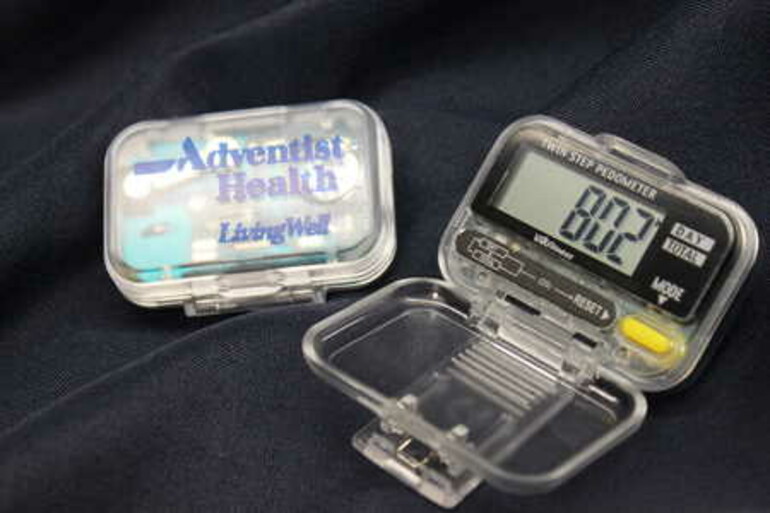 Adventist
Health
LivingWell
TWIN STEP PEDOMETER
802
DAY
TOTAL
MODE
RESET